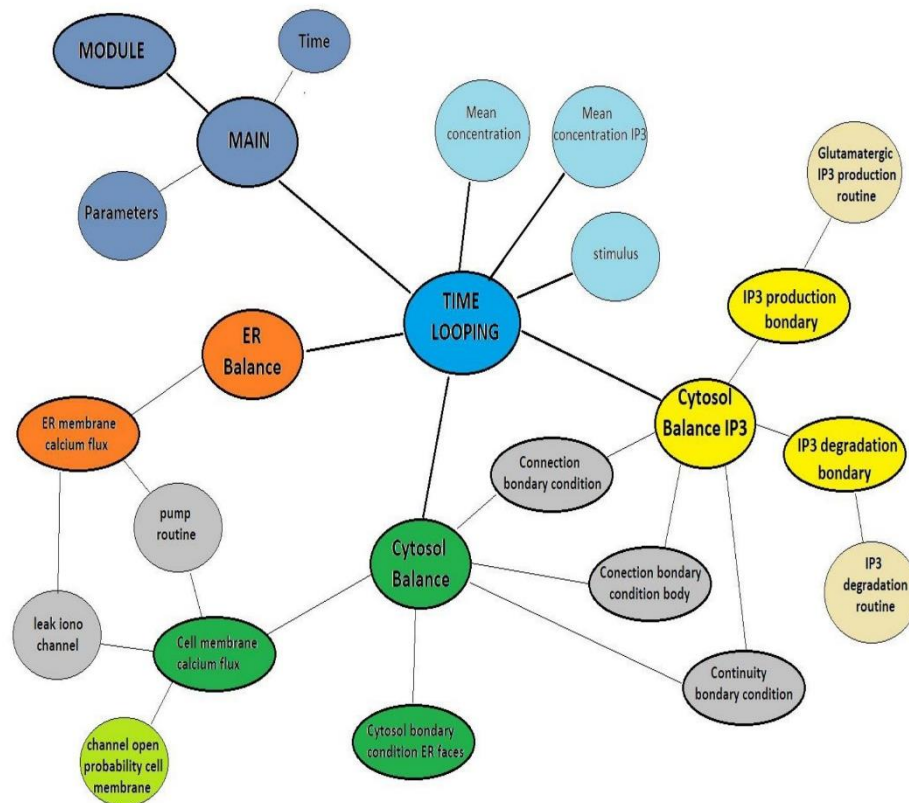 MODULE
Time
MAIN
Parameters
Mean
concentration
Mean
concentration IP3
stimulus
Glutamatergic
IP3 production
routine
TIME
LOOPING
IP3 production
bondary
ER
Balance
Cytosol
Balance IP3
ER membrane
calcium flux
IP3 degradation
bondary
Connection
bondary condition
pump
routine
Cytosol
Balance
Conection bondary
condition body
IP3
degradation
routine
leak iono
channel
Cell membrane
calcium flux
Continuity
bondary condition
Cytosol bondary
condition ER faces
channel open
probability cell
membrane